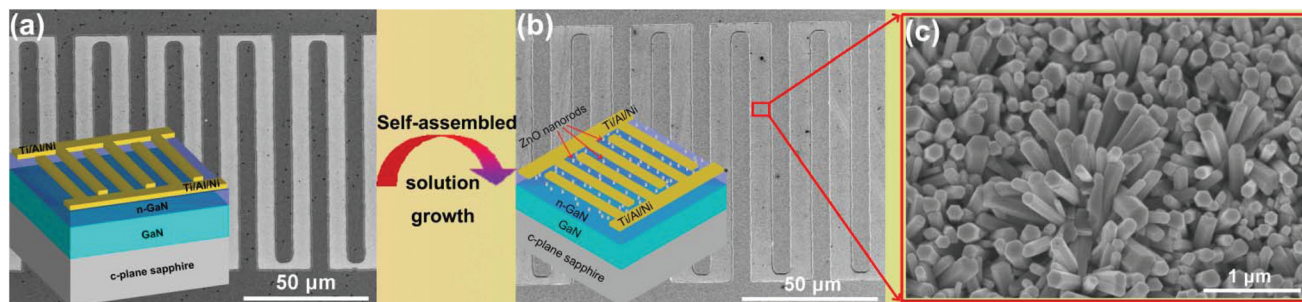 (a)
Ti/Al/Ni
Ti/Al/Ni
n-GaN
GaN
c-plane sapphire
50 µm
Self-assembled
solution
growth
(b)
ZnO nanorods
Ti/Al/Ni
Ti/Al/Ni
n-GaN
GaN
c-plane sapphire
50 µm
(c)
1 µm